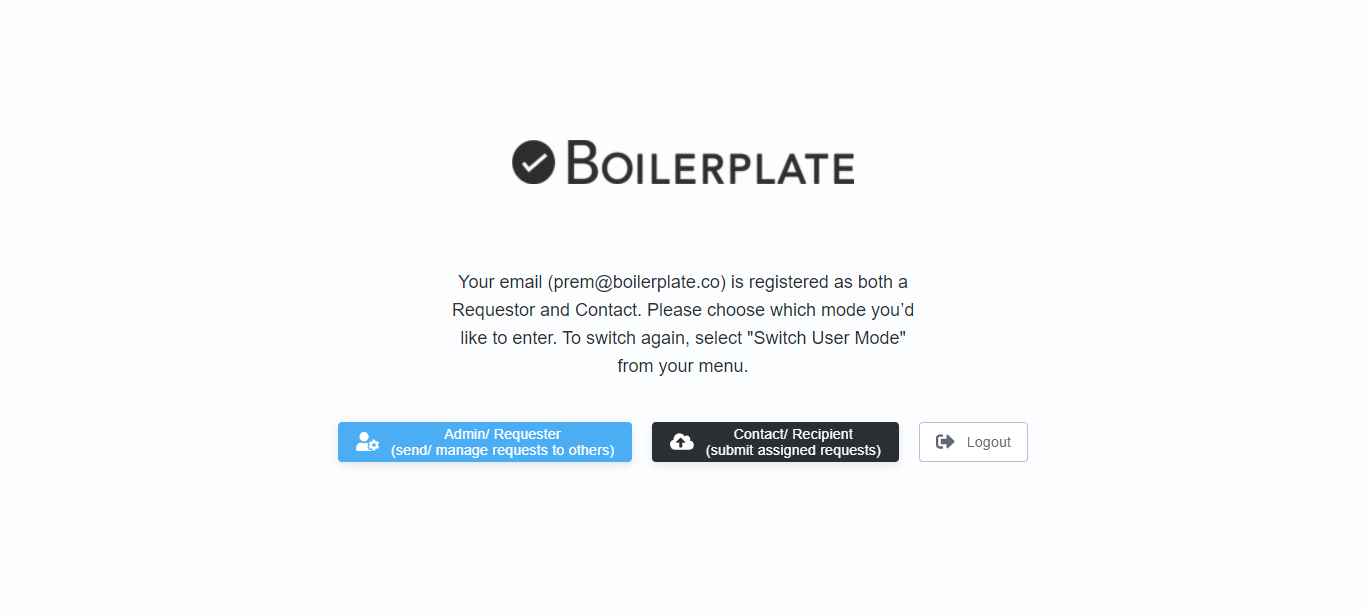 BOILERPLATE
Your email (prem@boilerplate.co) is registered as both a
Requestor and Contact. Please choose which mode you’d
like to enter. To switch again, select "Switch User Mode"
from your menu.
Admin/ Requester
(send/ manage requests to others)
Contact/ Recipient
(submit assigned requests)
Logout